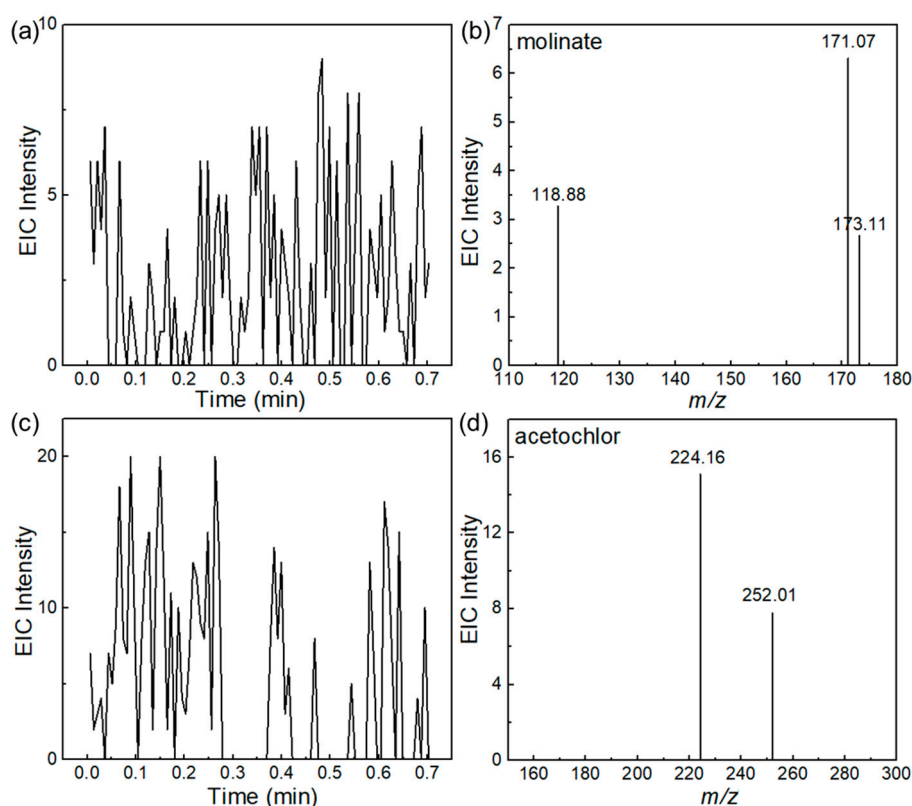 (a)
10
5
0
EIC Intensity
0.0 0.1 0.2 0.3 0.4 0.5 0.6 0.7
Time (min)
(b)
molinate
7
6
5
4
3
2
1
0
EIC Intensity
118.88
171.07
173.11
110 120 130 140 150 160 170 180
m/z
(c)
20
10
0
EIC Intensity
0.0 0.1 0.2 0.3 0.4 0.5 0.6 0.7
Time (min)
(d)
acetochlor
16
12
8
4
0
EIC Intensity
224.16
252.01
160 180 200 220 240 260 280 300
m/z